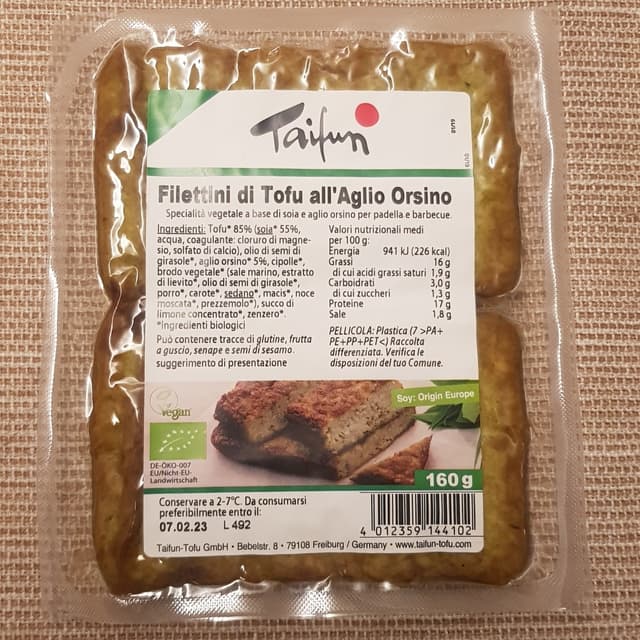 Taifun
Filettini di Tofu all'Aglio Orsino
Specialità vegetale a base di soia e aglio orsino per padella e barbecue.
Ingredienti: Tofu* 85% (soia* 55%,
acqua, coagulante: cloruro di magne-
sio, solfato di calcio), olio di semi di
girasole*, aglio orsino* 5%, cipolle*,
brodo vegetale* (sale marino, estratto
di lievito*, olio di semi di girasole*,
porro*, carote*, sedano*, macis*, noce
moscata*, prezzemolo*), succo di
limone concentrato*, zenzero*.
*Ingredienti biologici
Può contenere tracce di glutine, frutta
a guscio, senape e semi di sesamo.
suggerimento di presentazione
Valori nutrizionali medi
per 100 g:
Energia 941 kJ (226 kcal)
Grassi 16 g
di cui acidi grassi saturi 1,9 g
Carboidrati 3,0 g
di cui zuccheri 1,3 g
Proteine 17 g
Sale 1,8 g
PELLICOLA: Plastica (7 >PA+
PE+PP+PET<) Raccolta
differenziata. Verifica le
disposizioni del tuo Comune.
vegan
Soy: Origin Europe
DE-ÖKO-007
EU/Nicht-EU-
Landwirtschaft
160 g
Conservare a 2-7°C. Da consumarsi
preferibilmente entro il:
07.02.23 L 492
4 012359 144102
Taifun-Tofu GmbH • Bebelstr. 8 • 79108 Freiburg / Germany • www.taifun-tofu.com